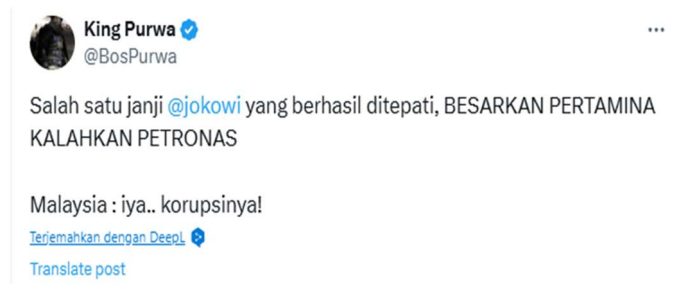 King Purwa
@BosPurwa
Salah satu janji @jokowi yang berhasil ditepati, BESARKAN PERTAMINA
KALAHKAN PETRONAS
Malaysia : iya.. korupsinya!
Terjemahkan dengan DeepL
Translate post